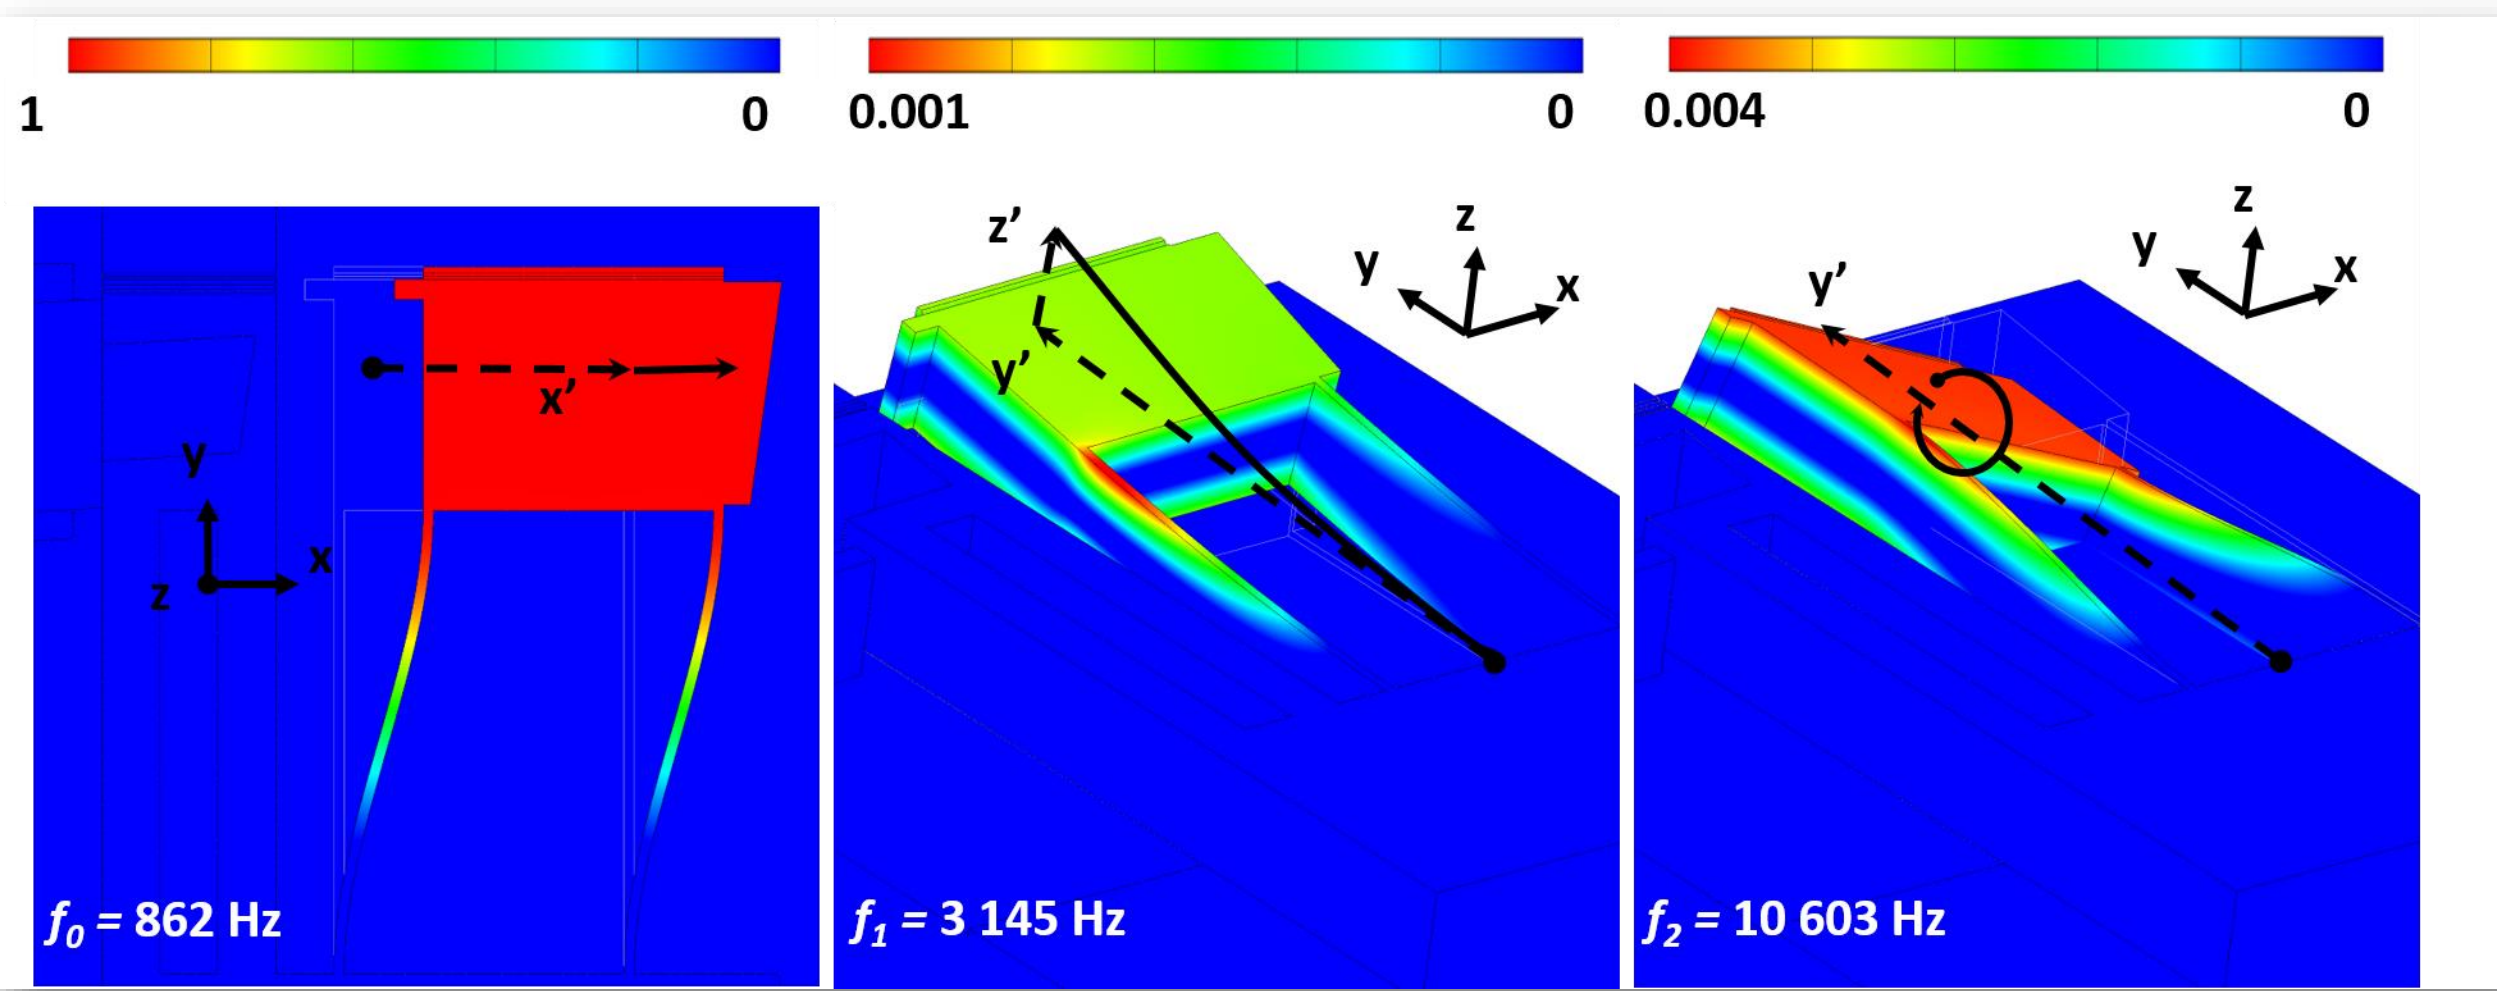 1 0
0.001 0
0.004 0
x'
y
x
z
f0 = 862 Hz
z'
y'
z
y
x
f1 = 3 145 Hz
y'
z
y
x
f2 = 10 603 Hz